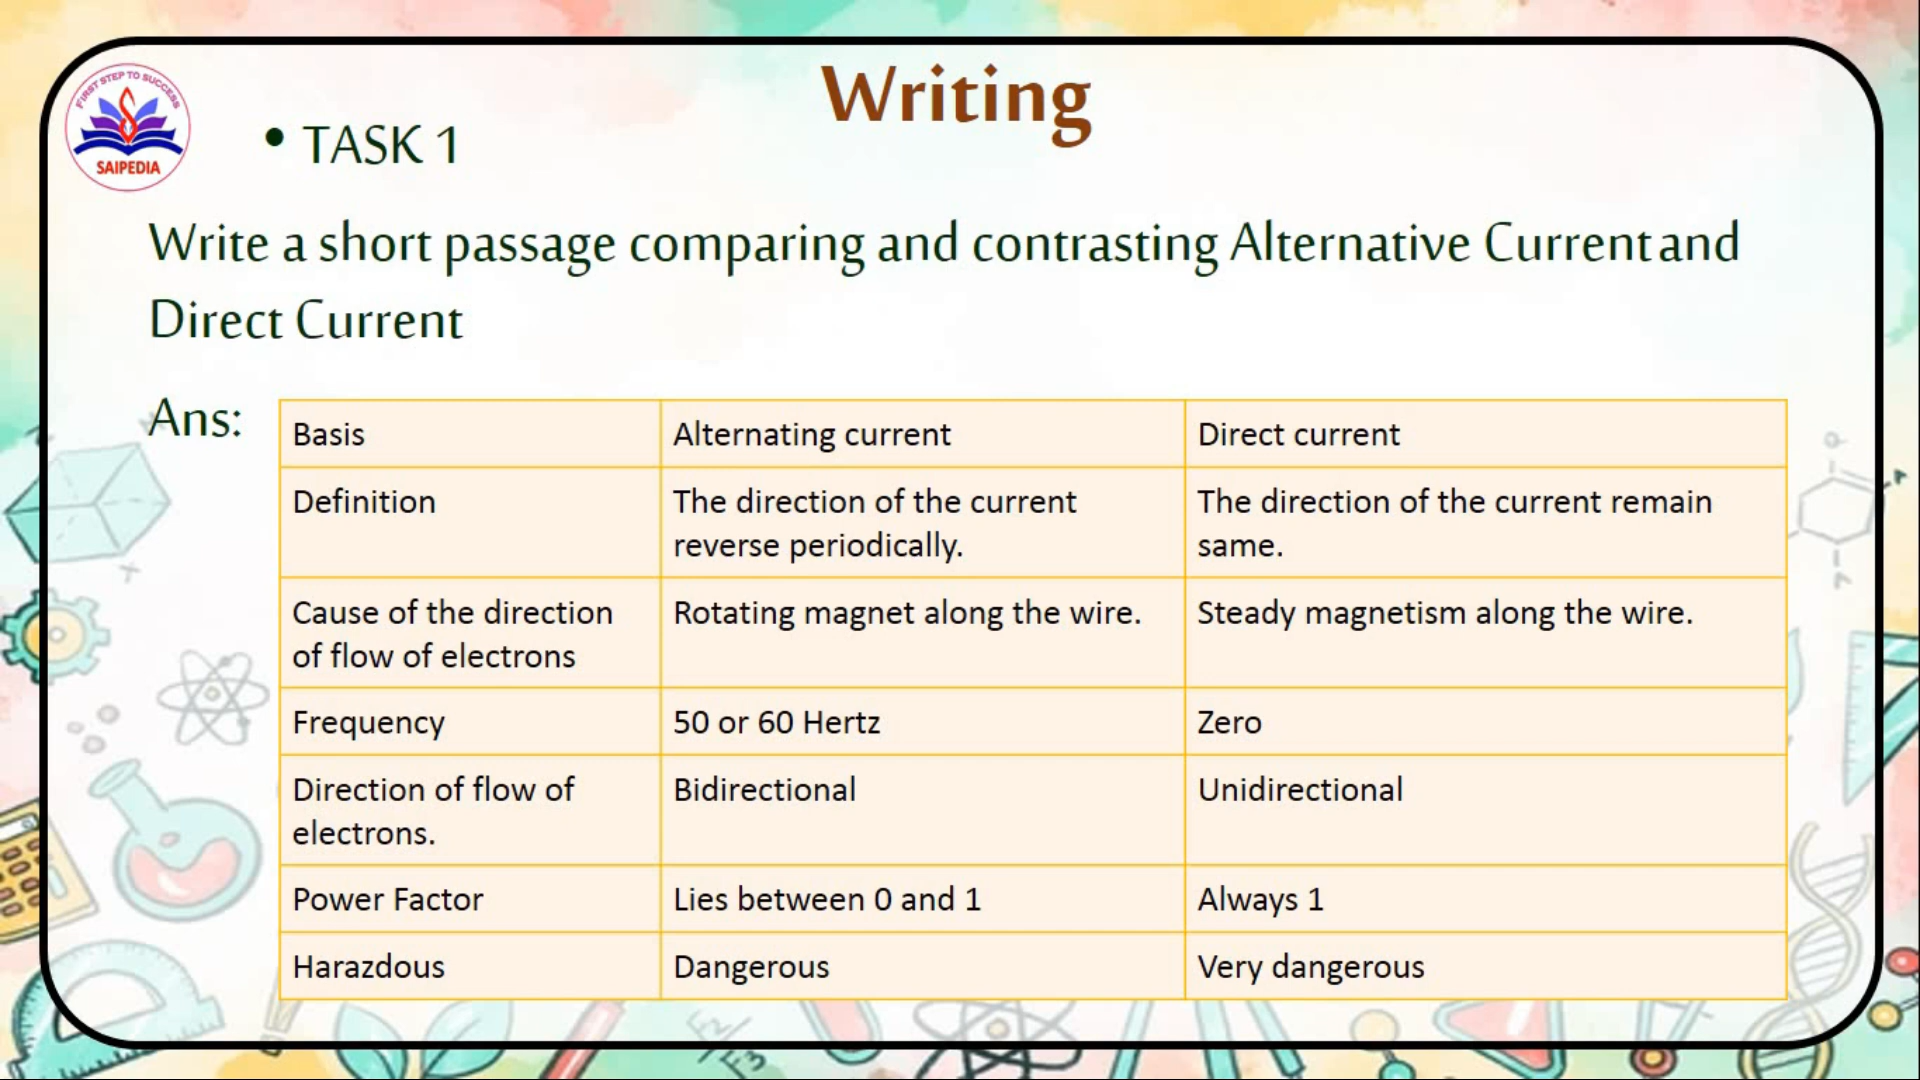 FIRST STEP TO SUCCESS
SAIPEDIA
Writing
• TASK 1
Write a short passage comparing and contrasting Alternative Current and
Direct Current
Ans:
Basis Alternating current Direct current
Definition The direction of the current The direction of the current remain
reverse periodically. same.
Cause of the direction Rotating magnet along the wire. Steady magnetism along the wire.
of flow of electrons
Frequency 50 or 60 Hertz Zero
Direction of flow of Bidirectional Unidirectional
electrons.
Power Factor Lies between 0 and 1 Always 1
Harazdous Dangerous Very dangerous